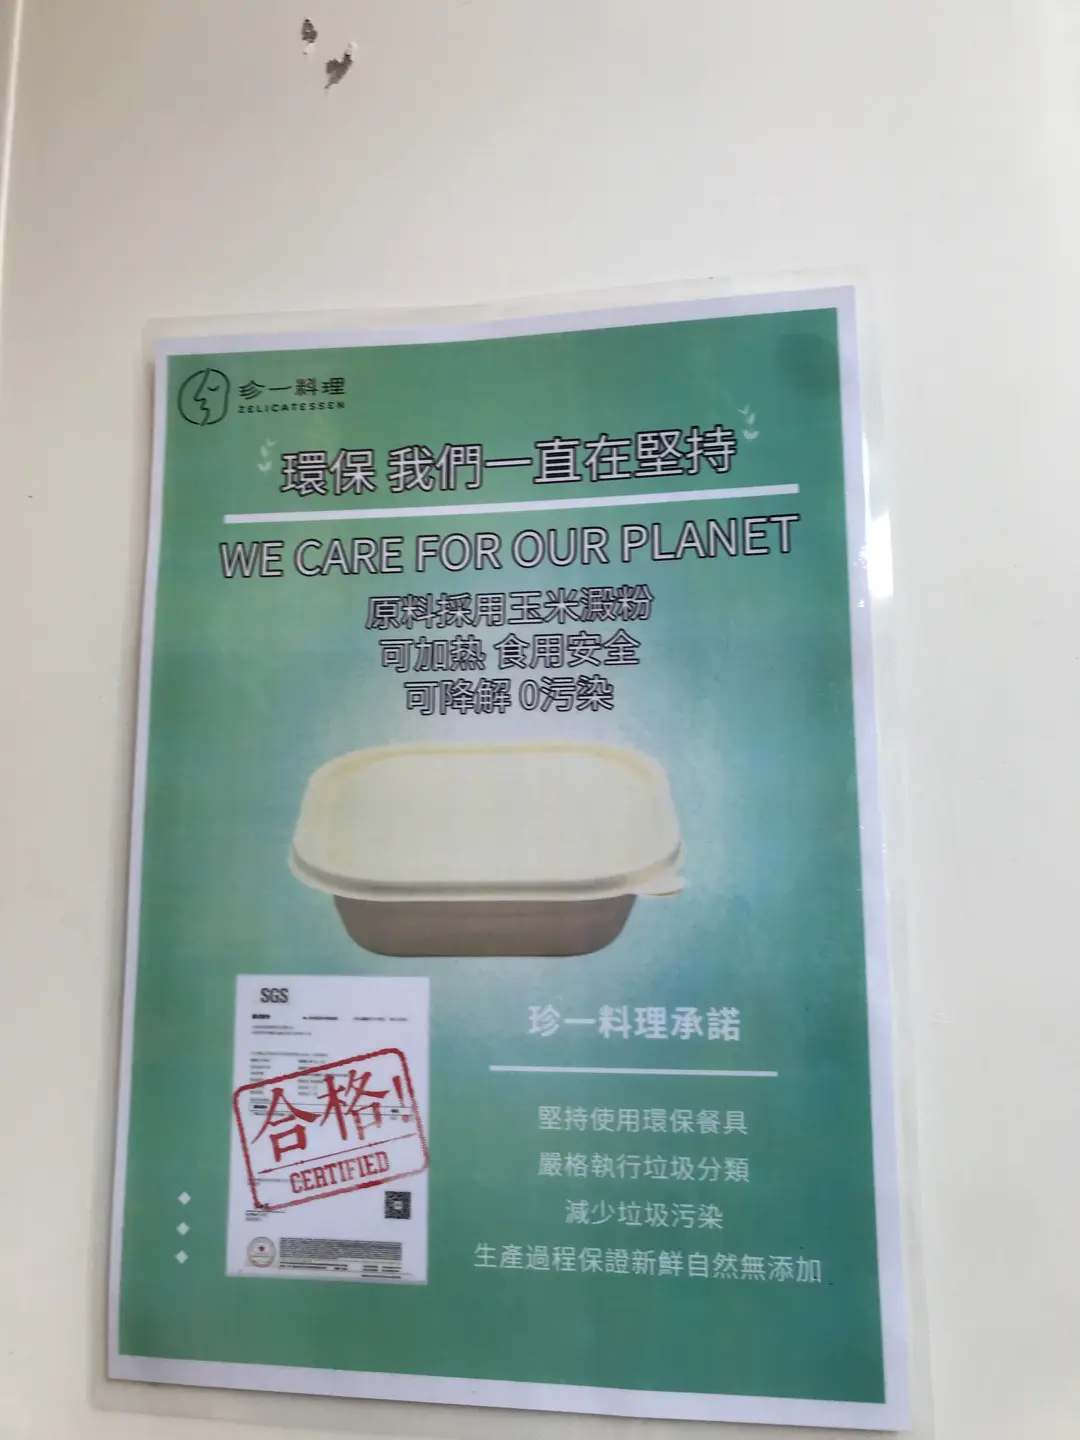 珍一料理
ZELICATESSEN
環保 我們一直在堅持
WE CARE FOR OUR PLANET
原料採用玉米澱粉
可加热 食用安全
可降解 0污染
SGS
合格!
CERTIFIED
珍一料理承諾
堅持使用環保餐具
嚴格執行垃圾分類
減少垃圾污染
生產過程保證新鮮自然無添加